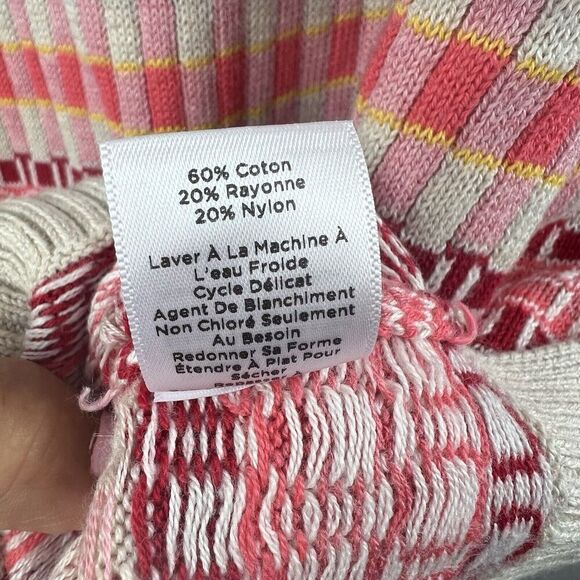 60% Coton
20% Rayonne
20% Nylon
Laver À La Machine À
L'eau Froide
Cycle Délicat
Agent De Blanchiment
Non Chloré Seulement
Au Besoin
Redonner Sa Forme
Étendre À Plat Pour
Sécher
Repasser À